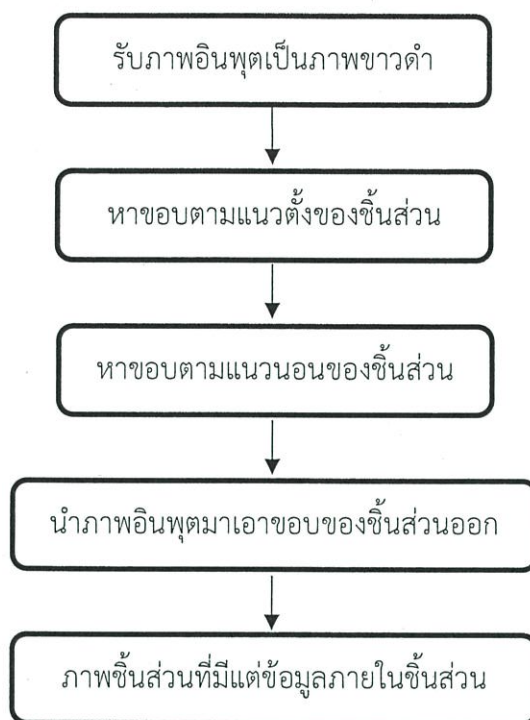 รับภาพอินพุตเป็นภาพขาวดำ
หาขอบตามแนวตั้งของชิ้นส่วน
หาขอบตามแนวนอนของชิ้นส่วน
นำภาพอินพุตมาเอาขอบของชิ้นส่วนออก
ภาพชิ้นส่วนที่มีแต่ข้อมูลภายในชิ้นส่วน